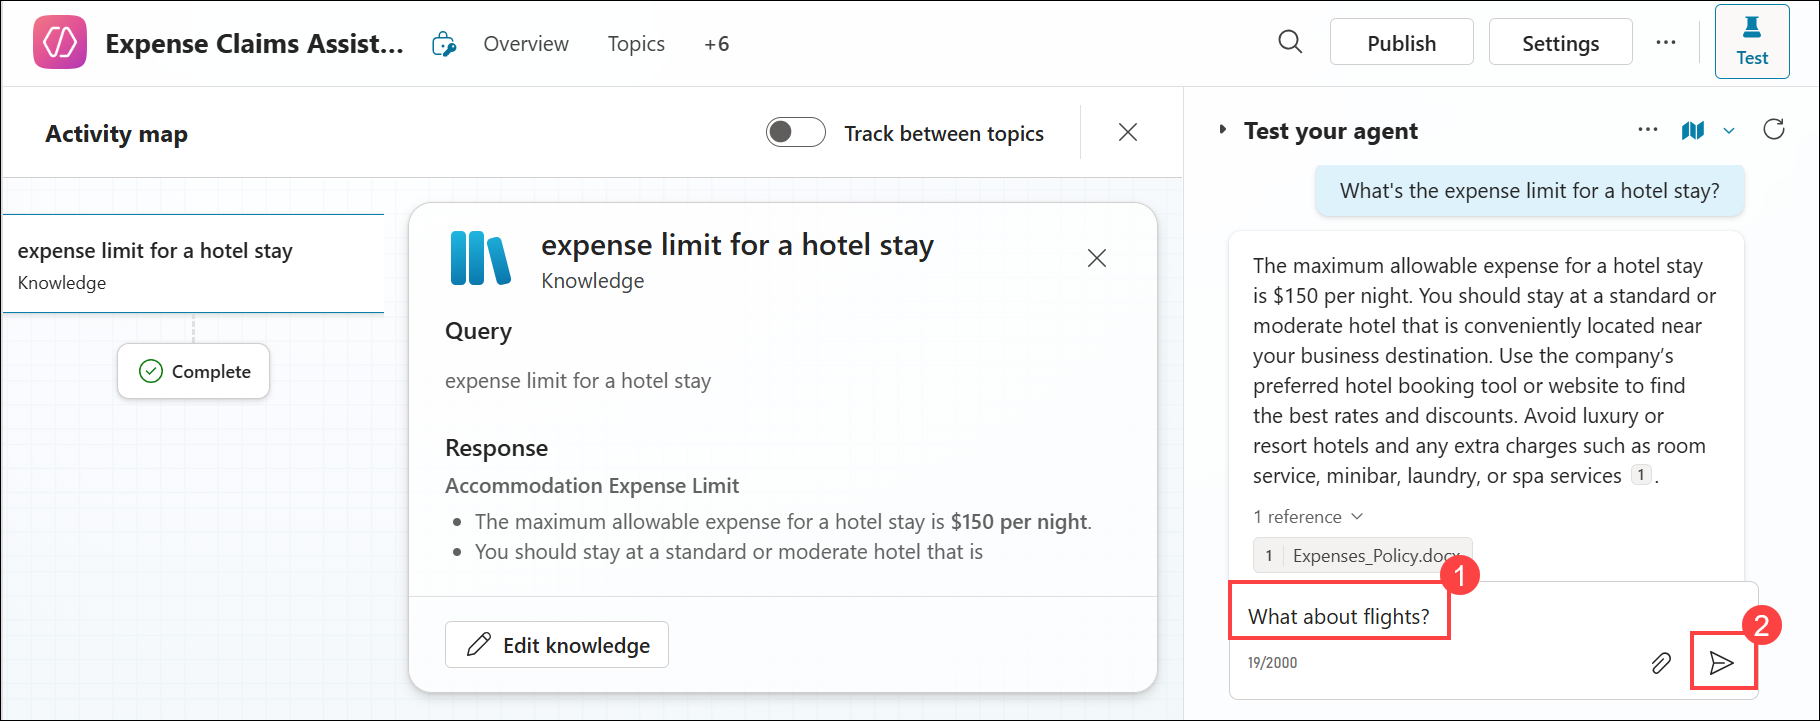 Expense Claims Assist...
Overview
Topics
+6
Publish
Settings
Test
Activity map
Track between topics
Test your agent
expense limit for a hotel stay
Knowledge
Complete
expense limit for a hotel stay
Knowledge
Query
expense limit for a hotel stay
Response
Accommodation Expense Limit
The maximum allowable expense for a hotel stay is $150 per night.
You should stay at a standard or moderate hotel that is
Edit knowledge
What's the expense limit for a hotel stay?
The maximum allowable expense for a hotel stay
is $150 per night. You should stay at a standard or
moderate hotel that is conveniently located near
your business destination. Use the company's
preferred hotel booking tool or website to find
the best rates and discounts. Avoid luxury or
resort hotels and any extra charges such as room
service, minibar, laundry, or spa services 1.
1 reference
1 Expenses_Policy.docx
1
What about flights?
2
19/2000